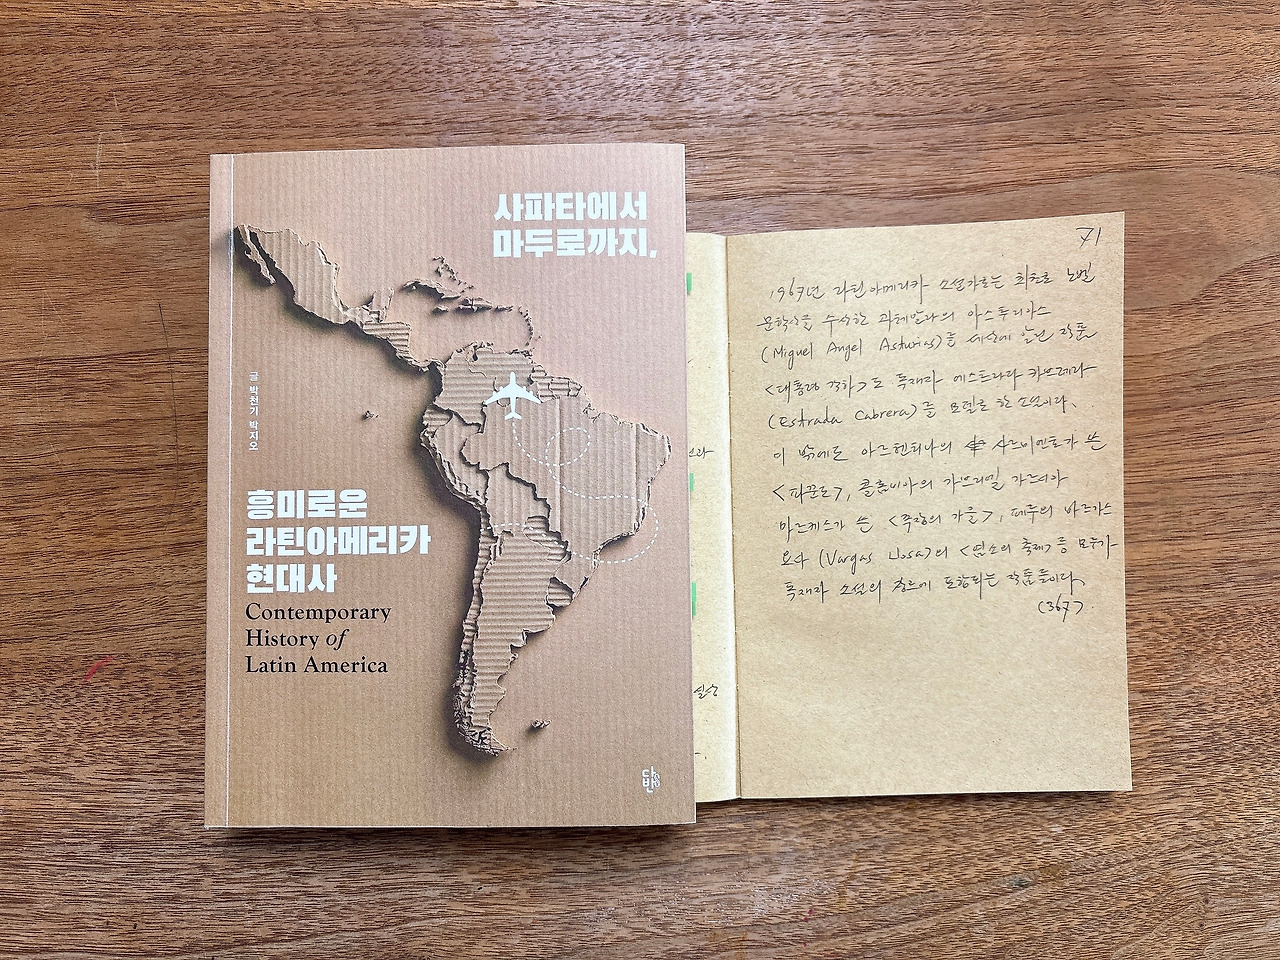 사파타에서
마두로까지,
글 박천기 박지오
흥미로운
라틴아메리카
현대사
Contemporary
History of
Latin America
다반
71
1967년 라틴아메리카 소설가로는 최초로 노벨
문학상을 수상한 과테말라의 아스투리아스
(Miguel Angel Asturias)를 세상에 알린 작품
<대통령 각하>도 독재자 에스트라다 카브레라
(Estrada Cabrera)를 모델로 한 소설이다.
이 밖에도 아르헨티나의 사르미엔토가 쓴
<파쿤도>, 콜롬비아의 가브리엘 가르시아
마르케스가 쓴 <족장의 가을>, 페루의 바르가스
요사 (Vargas Llosa)의 <염소의 축제>등 모두가
독재자 소설의 장르에 포함되는 작품들이다.
(367).